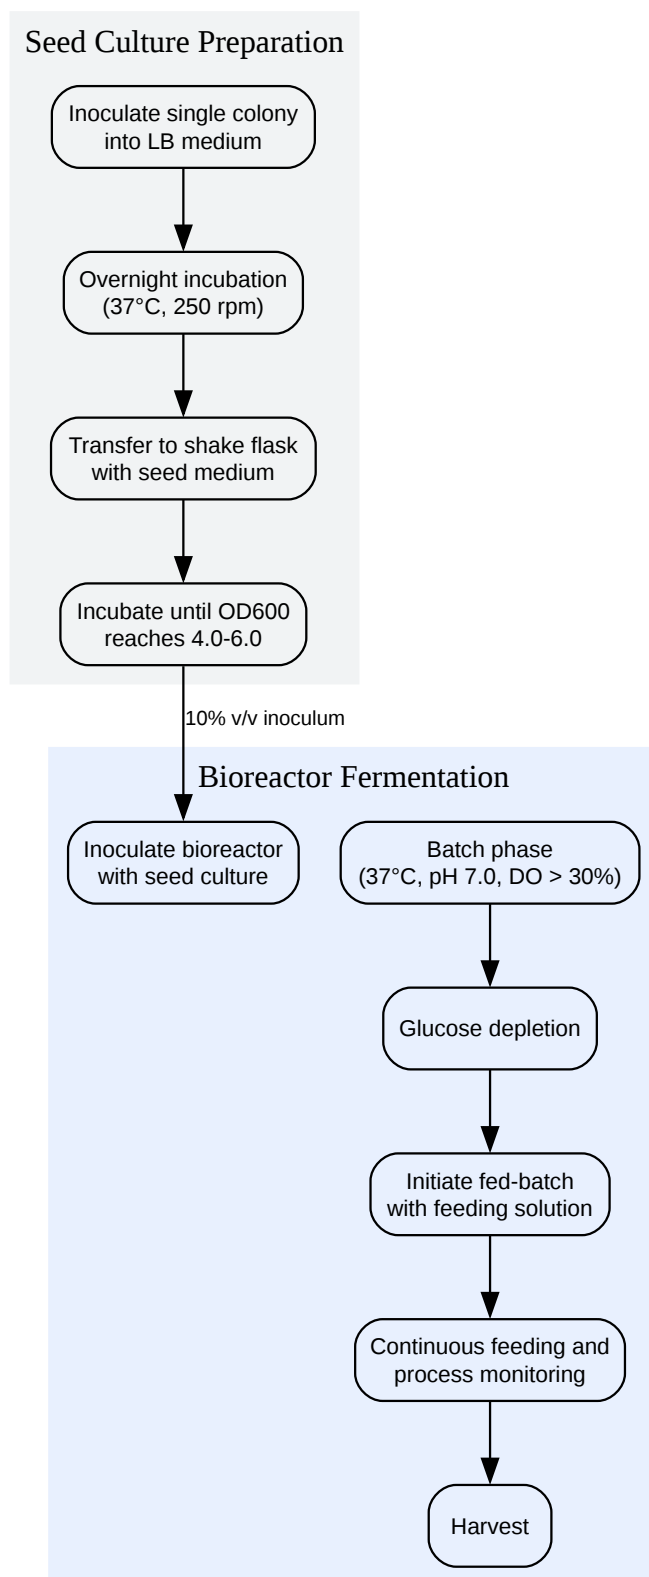 Seed Culture Preparation
Inoculate single colony
into LB medium
Overnight incubation
(37°C, 250 rpm)
Transfer to shake flask
with seed medium
Incubate until OD600
reaches 4.0-6.0
10% v/v inoculum
Bioreactor Fermentation
Inoculate bioreactor
with seed culture
Batch phase
(37°C, pH 7.0, DO > 30%)
Glucose depletion
Initiate fed-batch
with feeding solution
Continuous feeding and
process monitoring
Harvest